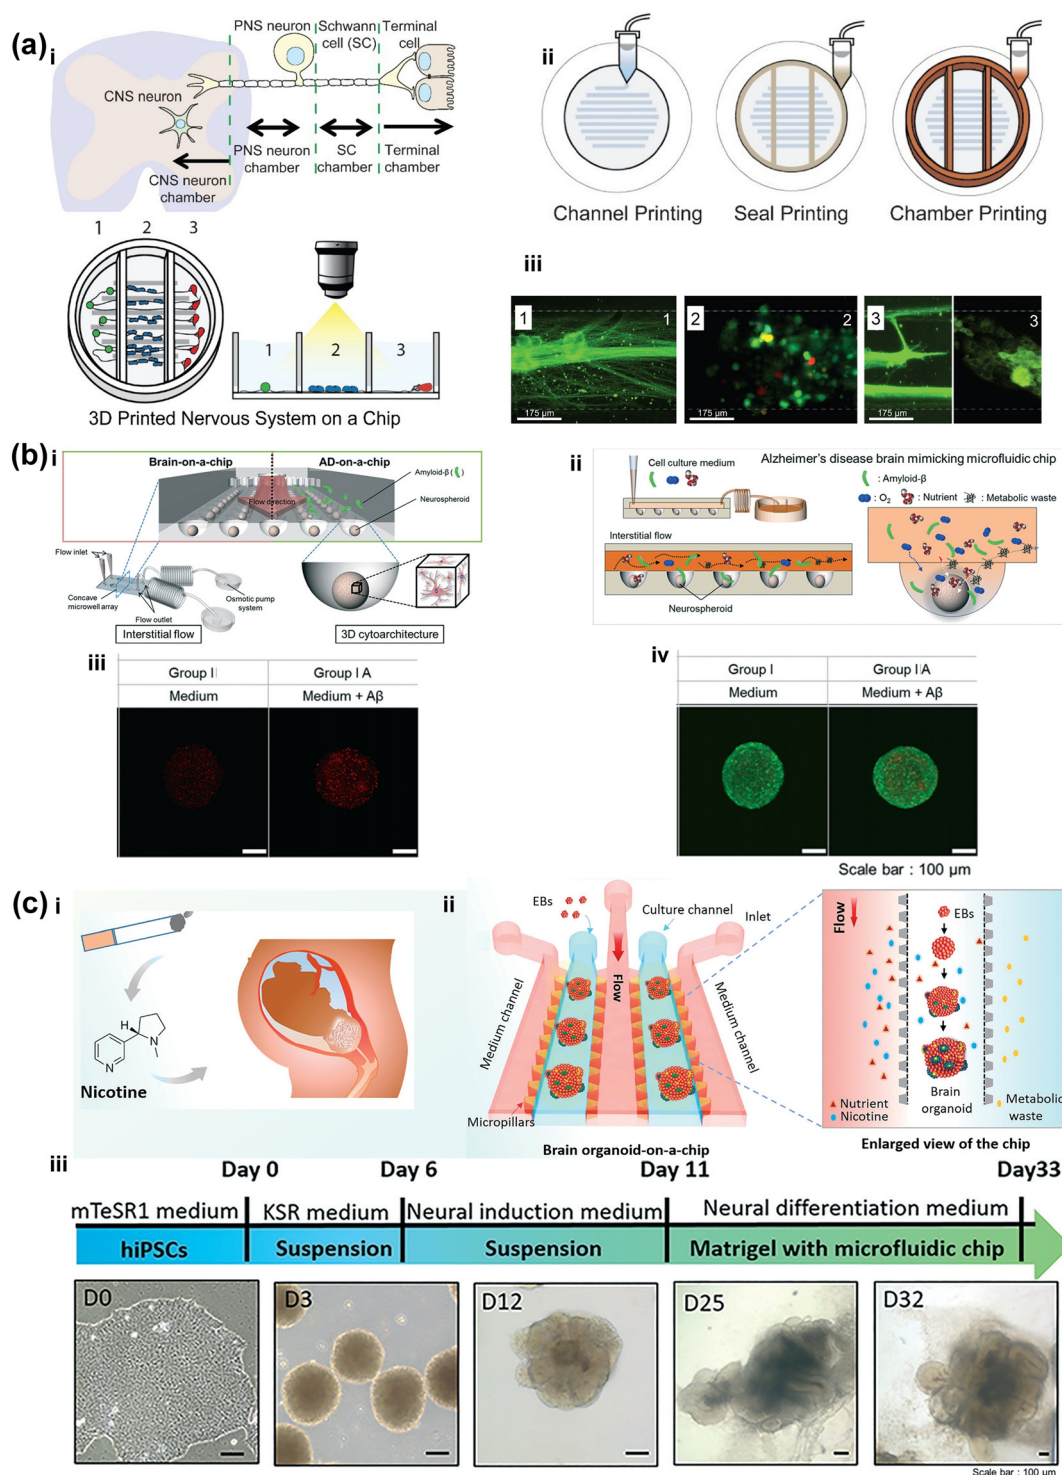 (a)
i
PNS neuron
Schwann
cell (SC)
Terminal
cell
CNS neuron
PNS neuron
chamber
SC
chamber
Terminal
chamber
CNS neuron
chamber
1 2 3
1
2
3
3D Printed Nervous System on a Chip
ii
Channel Printing
Seal Printing
Chamber Printing
iii
1
1
175 µm
2
2
175 µm
3
3
175 µm
(b)
i
Brain-on-a-chip
AD-on-a-chip
Flow direction
Amyloid-β ( )
Neurospheroid
Flow inlet
Concave
microwell array
Flow outlet
Osmotic pump
system
Interstitial flow
3D cytoarchitecture
ii
Alzheimer's disease brain mimicking microfluidic chip
Cell culture medium
: Amyloid-β
: O₂
: Nutrient
: Metabolic waste
Interstitial flow
Neurospheroid
iii
Group I
Group I A
Medium
Medium + Aβ
iv
Group I
Group I A
Medium
Medium + Aβ
Scale bar : 100 µm
(c)
i
H
N
N
Nicotine
ii
EBs
Culture channel
Inlet
Flow
Medium channel
Medium channel
Micropillars
Brain organoid-on-a-chip
Flow
EBs
Brain
organoid
Nutrient
Nicotine
Metabolic
waste
Enlarged view of the chip
iii
Day 0
Day 6
Day 11
Day33
mTeSR1 medium
KSR medium
Neural induction medium
Neural differentiation medium
hiPSCs
Suspension
Suspension
Matrigel with microfluidic chip
D0
D3
D12
D25
D32
Scale bar : 100 µm